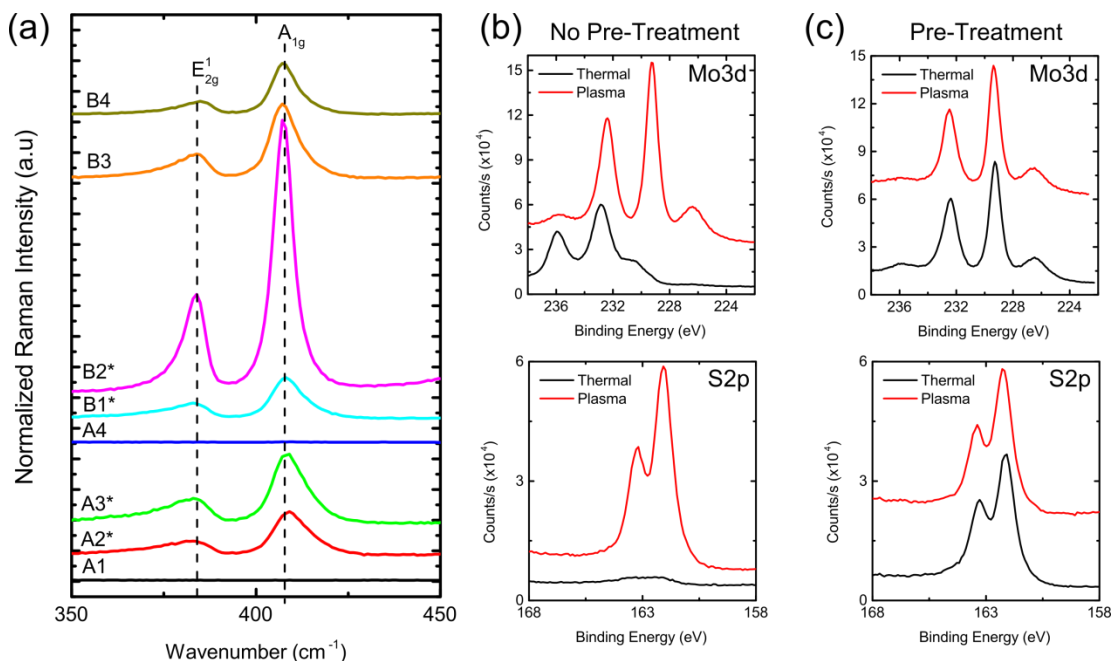 (a)
Normalized Raman Intensity (a.u)
E¹₂g
A₁g
B4
B3
B2*
B1*
A4
A3*
A2*
A1
350 400 450
Wavenumber (cm⁻¹)
(b) No Pre-Treatment
Mo3d
Thermal
Plasma
Counts/s (x10⁴)
15
12
9
6
3
0
236 232 228 224
Binding Energy (eV)
S2p
Thermal
Plasma
Counts/s (x10⁴)
6
3
0
168 163 158
Binding Energy (eV)
(c) Pre-Treatment
Mo3d
Thermal
Plasma
Counts/s (x10⁴)
15
12
9
6
3
0
236 232 228 224
Binding Energy (eV)
S2p
Thermal
Plasma
Counts/s (x10⁴)
6
3
0
168 163 158
Binding Energy (eV)